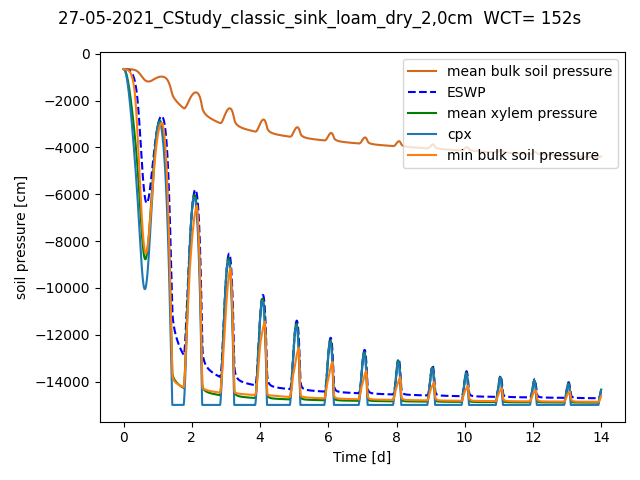 27-05-2021_CStudy_classic_sink_loam_dry_2,0cm  WCT= 152s
mean bulk soil pressure
ESWP
mean xylem pressure
cpx
min bulk soil pressure
soil pressure [cm]
0
−2000
−4000
−6000
−8000
−10000
−12000
−14000
0 2 4 6 8 10 12 14
Time [d]